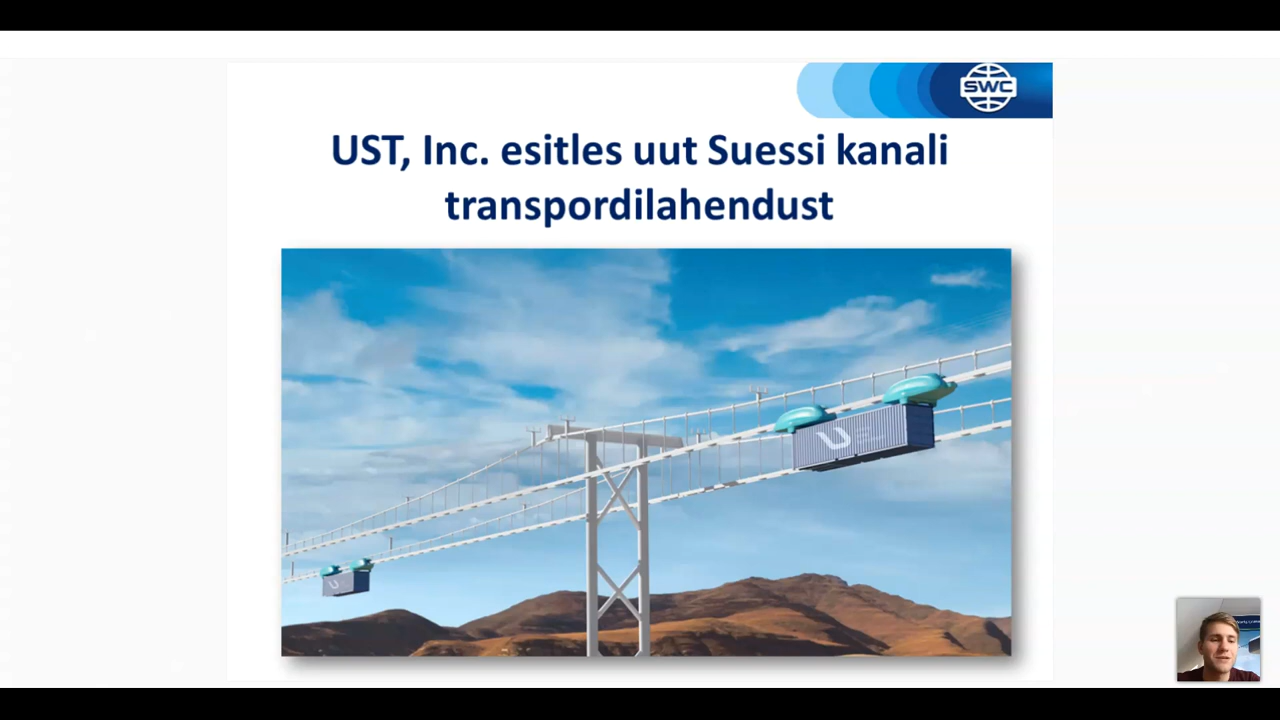 SWC
UST, Inc. esitles uut Suessi kanali
transpordilahendust
U
U